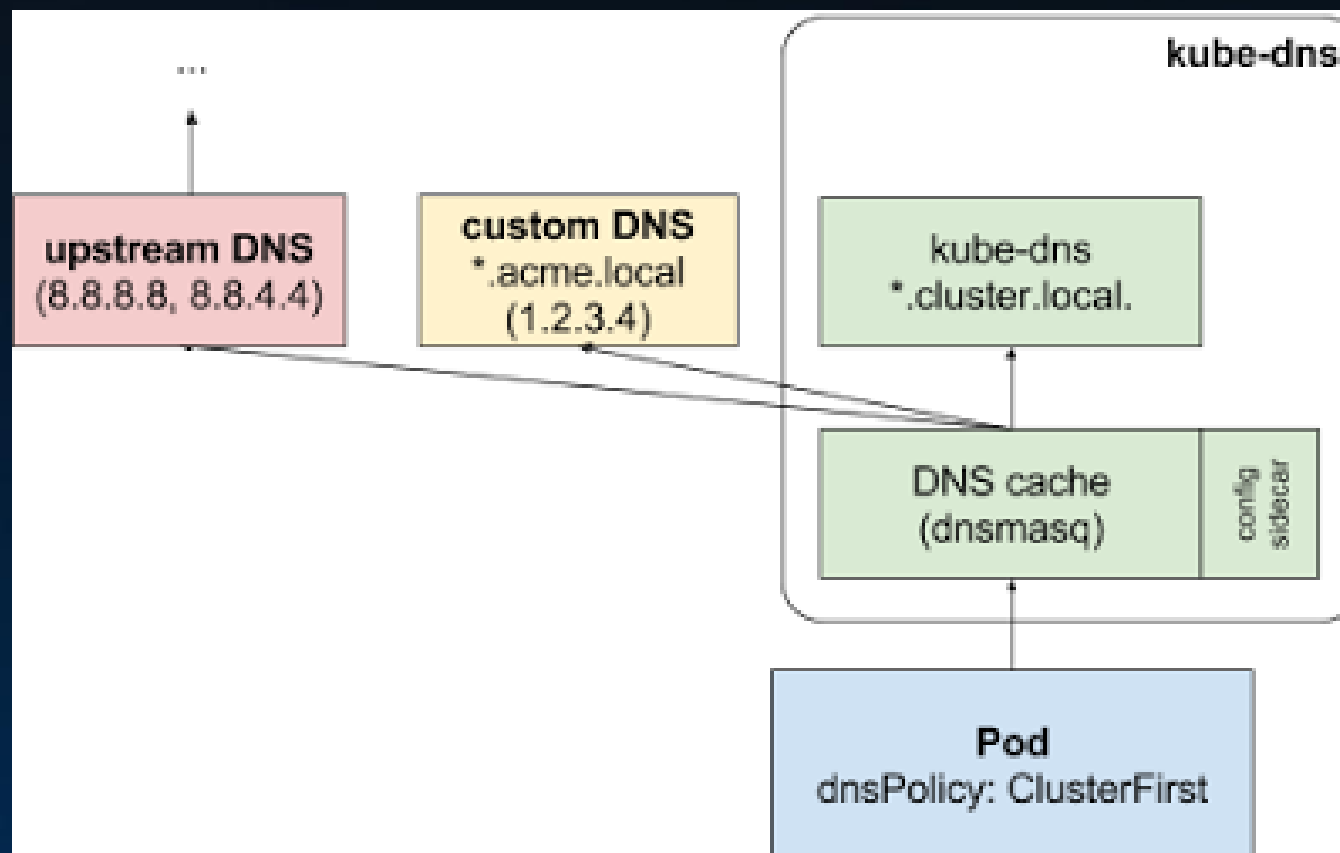 kube-dns
...
upstream DNS
(8.8.8.8, 8.8.4.4)
custom DNS
*.acme.local
(1.2.3.4)
kube-dns
*.cluster.local.
DNS cache
(dnsmasq)
config
sidecar
Pod
dnsPolicy: ClusterFirst